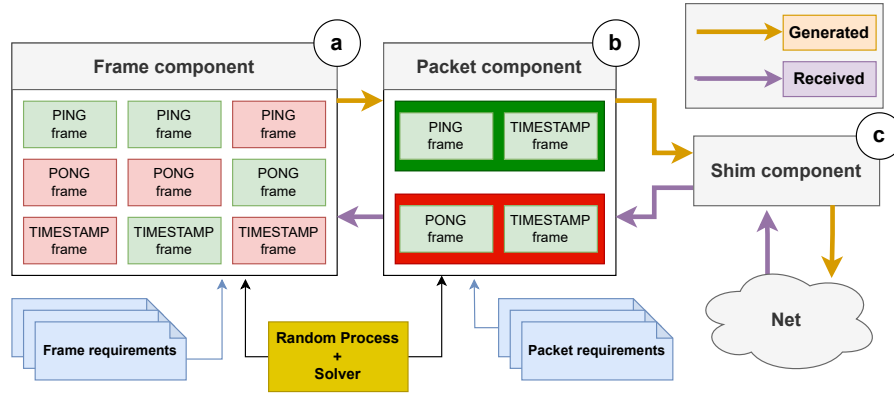 a
Frame component
PING
frame
PING
frame
PING
frame
PONG
frame
PONG
frame
PONG
frame
TIMESTAMP
frame
TIMESTAMP
frame
TIMESTAMP
frame
b
Packet component
PING
frame
TIMESTAMP
frame
PONG
frame
TIMESTAMP
frame
Generated
Received
c
Shim component
Net
Frame requirements
Random Process
+
Solver
Packet requirements